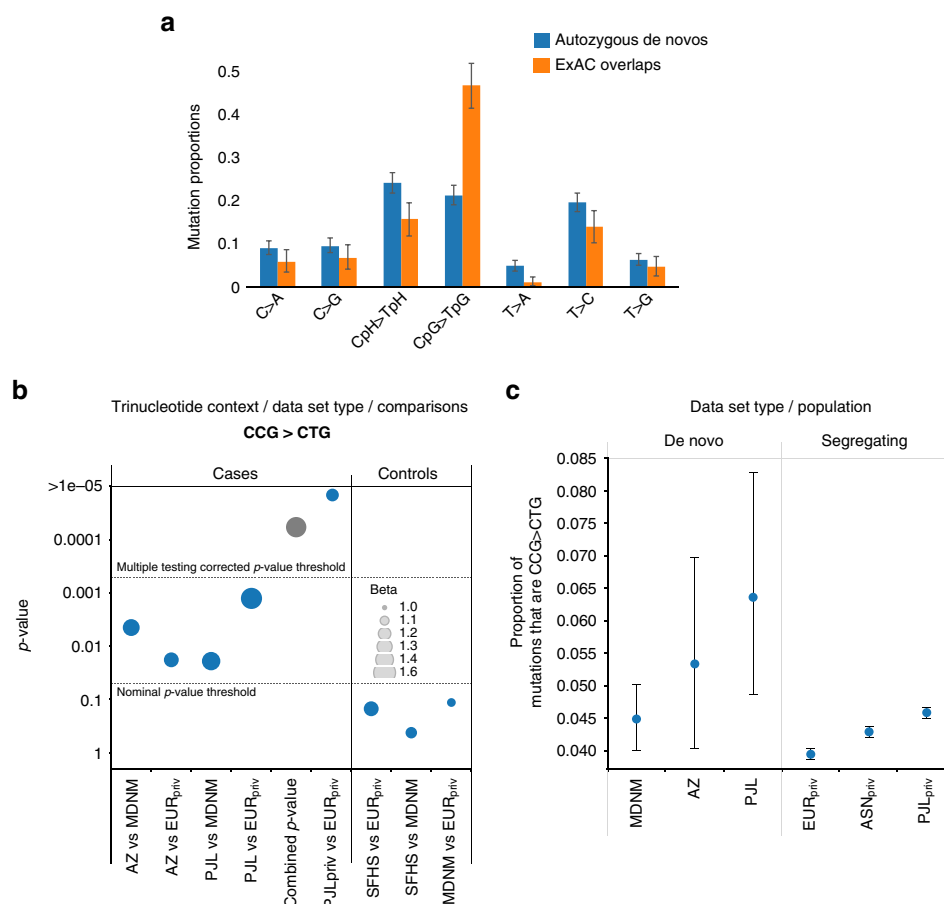 a
Autozygous de novos
ExAC overlaps
Mutation proportions
0.5
0.4
0.3
0.2
0.1
0
C>A
C>G
CpH>TpH
CpG>TpG
T>A
T>C
T>G
b
Trinucleotide context / data set type / comparisons
CCG > CTG
Cases
Controls
p-value
>1e–05
0.0001
0.001
0.01
0.1
1
Multiple testing corrected p-value threshold
Nominal p-value threshold
Beta
1.0
1.1
1.2
1.3
1.4
1.6
AZ vs MDNM
AZ vs EURpriv
PJL vs MDNM
PJL vs EURpriv
Combined p-value
PJLpriv vs EURpriv
SFHS vs EURpriv
SFHS vs MDNM
MDNM vs EURpriv
c
Data set type / population
De novo
Segregating
Proportion of
mutations that are CCG>CTG
0.085
0.080
0.075
0.070
0.065
0.060
0.055
0.050
0.045
0.040
MDNM
AZ
PJL
EURpriv
ASNpriv
PJLpriv